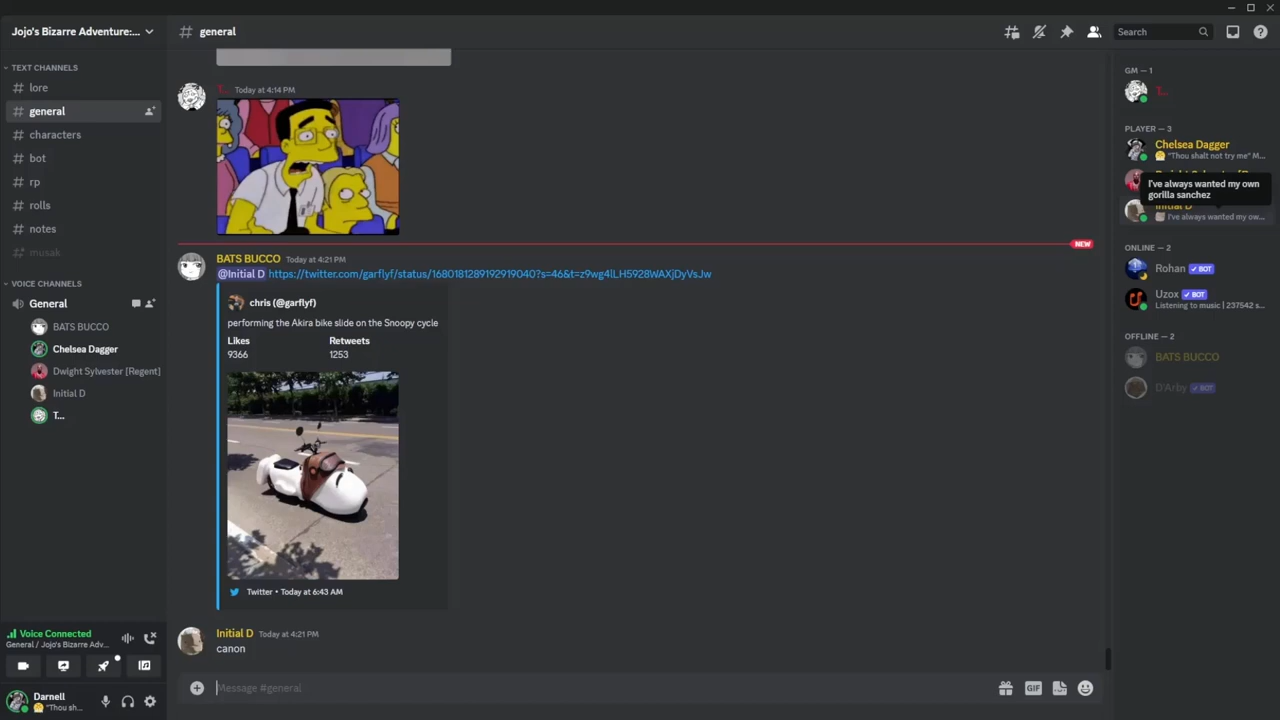 Jojo's Bizarre Adventure:...
# general
Search
TEXT CHANNELS
# lore
# general
# characters
# bot
# rp
# rolls
# notes
# musak
VOICE CHANNELS
General
BATS BUCCO
Chelsea Dagger
Dwight Sylvester [Regent]
Initial D
T...
Voice Connected
General / Jojo's Bizarre Adv...
Darnell
"Thou sh...
T... Today at 4:14 PM
NEW
BATS BUCCO Today at 4:21 PM
@Initial D https://twitter.com/garflyf/status/1680181289192919040?s=46&t=z9wg4lLH5928WAXjDyVsJw
chris (@garflyf)
performing the Akira bike slide on the Snoopy cycle
Likes Retweets
9366 1253
Twitter • Today at 6:43 AM
Initial D Today at 4:21 PM
canon
Message #general
GIF
GM — 1
T...
PLAYER — 3
Chelsea Dagger
"Thou shalt not try me" M...
I've always wanted my own
gorilla sanchez
Initial D
I've always wanted my ow...
ONLINE — 2
Rohan BOT
Uzox BOT
Listening to music | 237542 s...
OFFLINE — 2
BATS BUCCO
D'Arby BOT